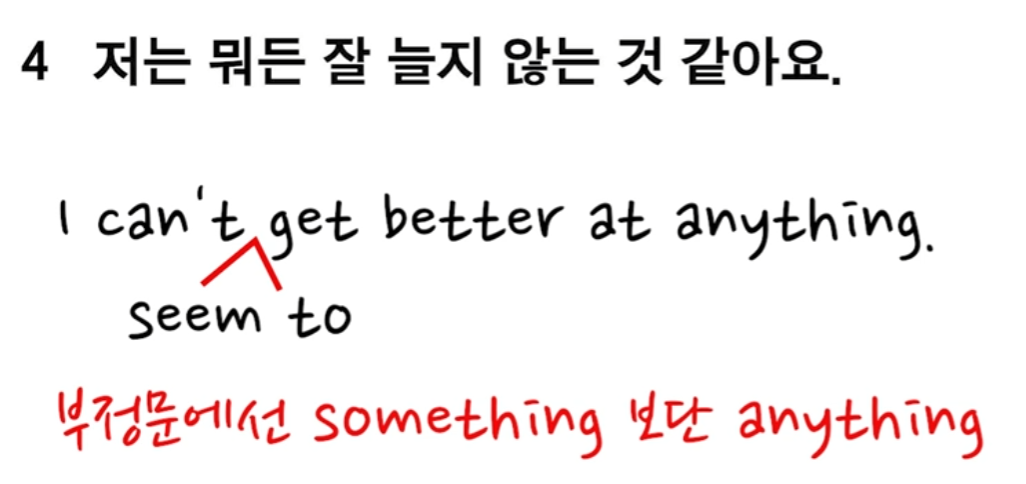 4 저는 뭐든 잘 늘지 않는 것 같아요.
I can't get better at anything.
seem to
부정문에선 something 보단 anything